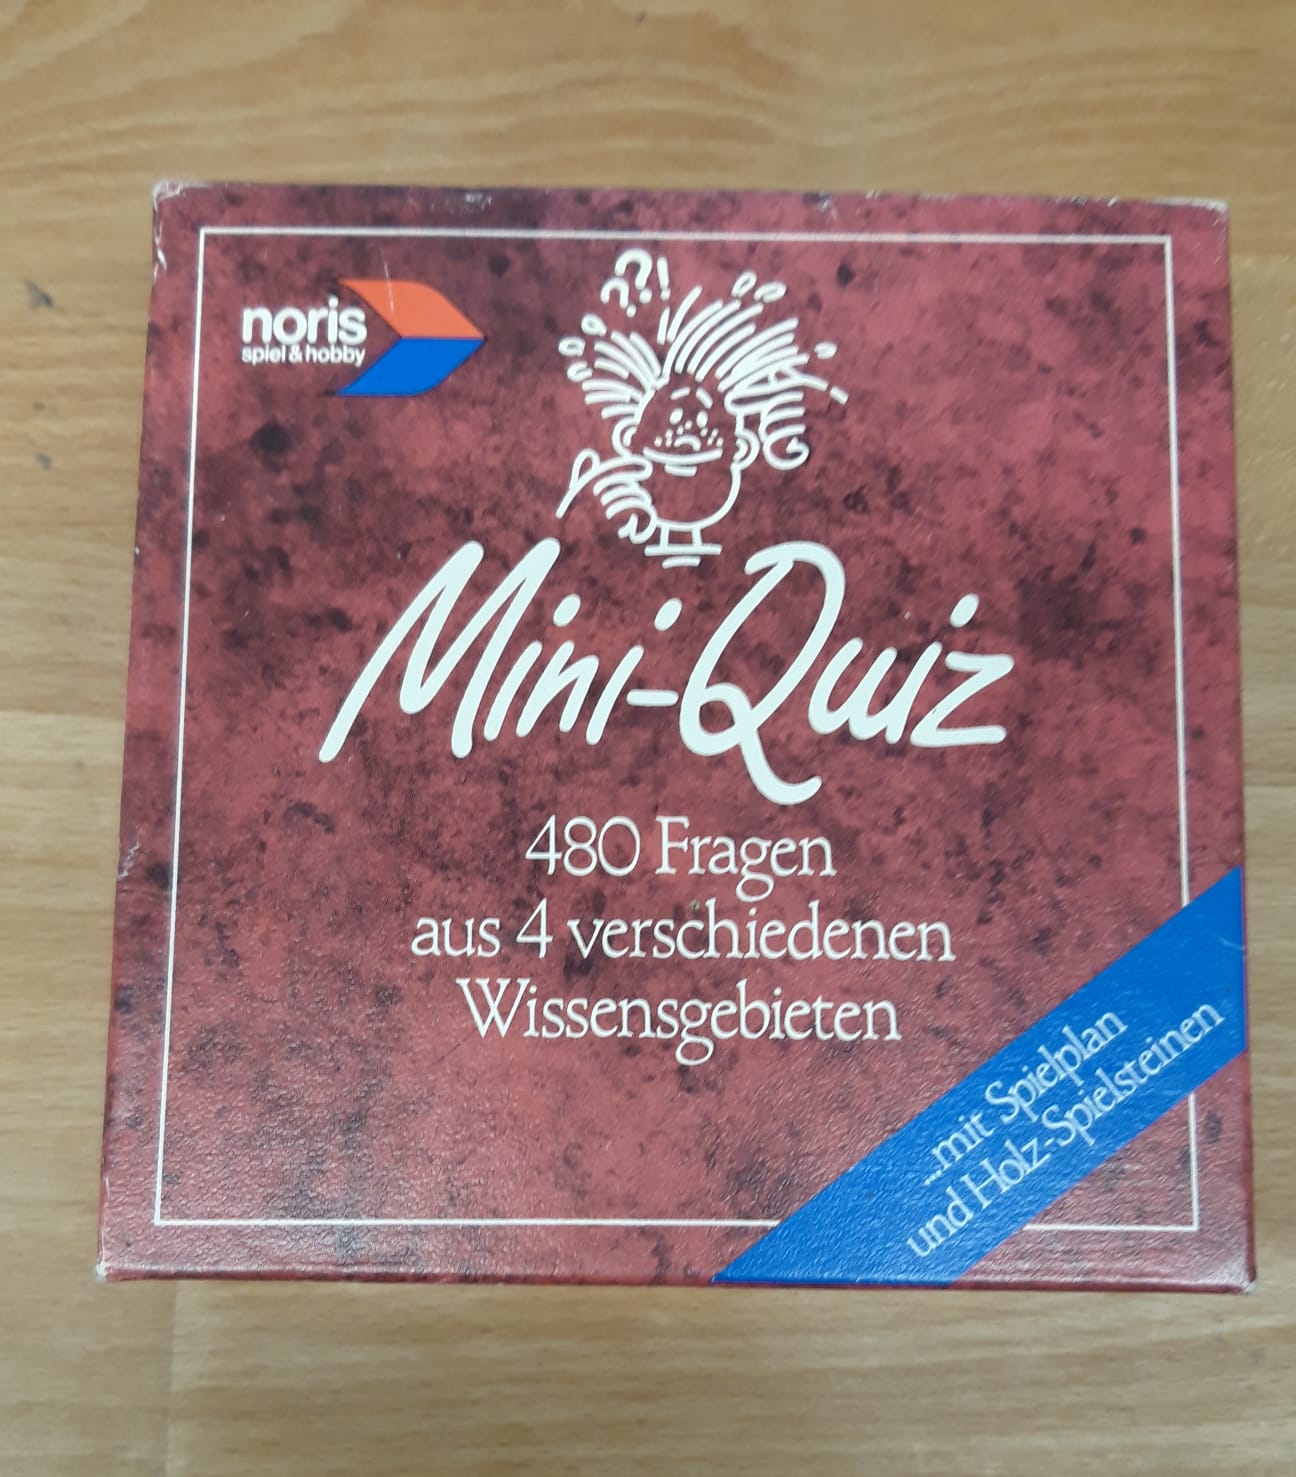 noris
spiel & hobby
??!
Mini-Quiz
480 Fragen
aus 4 verschiedenen
Wissensgebieten
...mit Spielplan
und Holz-Spielsteinen